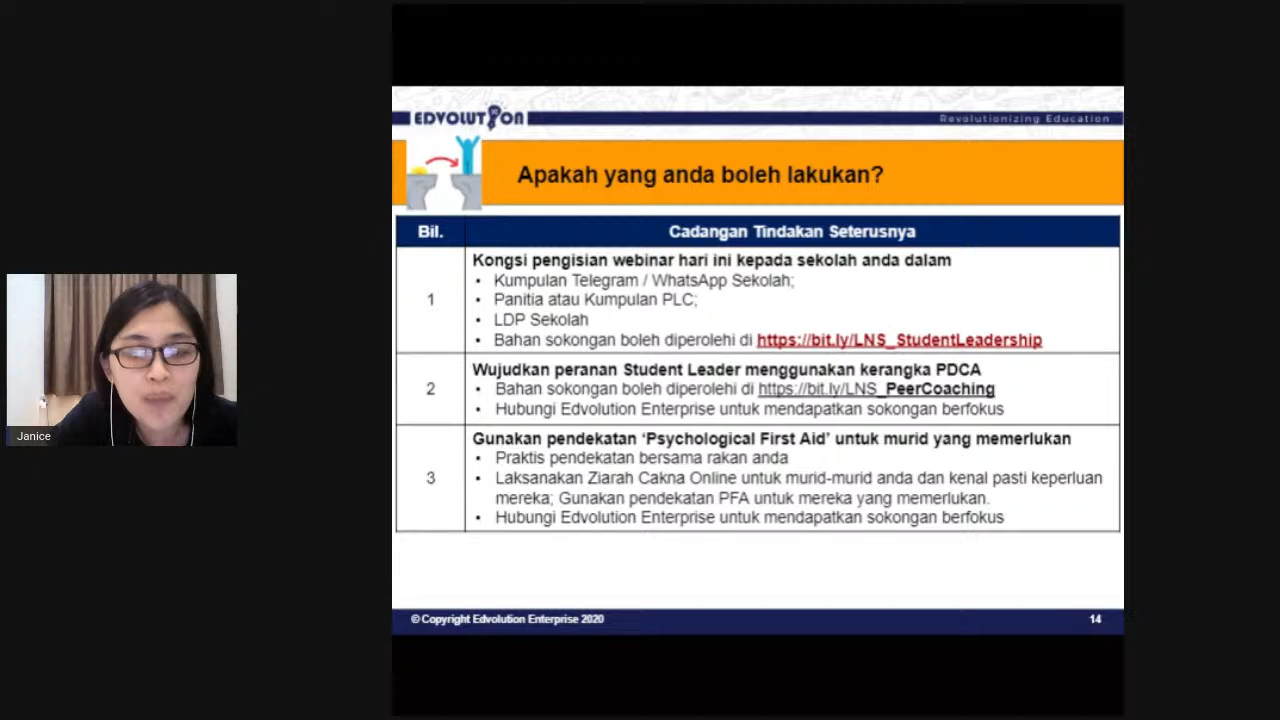 EDVOLUTION
Revolutionizing Education
Apakah yang anda boleh lakukan?
Bil.
Cadangan Tindakan Seterusnya
1
Kongsi pengisian webinar hari ini kepada sekolah anda dalam
• Kumpulan Telegram / WhatsApp Sekolah;
• Panitia atau Kumpulan PLC;
• LDP Sekolah
• Bahan sokongan boleh diperolehi di https://bit.ly/LNS_StudentLeadership
2
Wujudkan peranan Student Leader menggunakan kerangka PDCA
• Bahan sokongan boleh diperolehi di https://bit.ly/LNS_PeerCoaching
• Hubungi Edvolution Enterprise untuk mendapatkan sokongan berfokus
3
Gunakan pendekatan ‘Psychological First Aid’ untuk murid yang memerlukan
• Praktis pendekatan bersama rakan anda
• Laksanakan Ziarah Cakna Online untuk murid-murid anda dan kenal pasti keperluan
mereka; Gunakan pendekatan PFA untuk mereka yang memerlukan.
• Hubungi Edvolution Enterprise untuk mendapatkan sokongan berfokus
© Copyright Edvolution Enterprise 2020
14
Janice